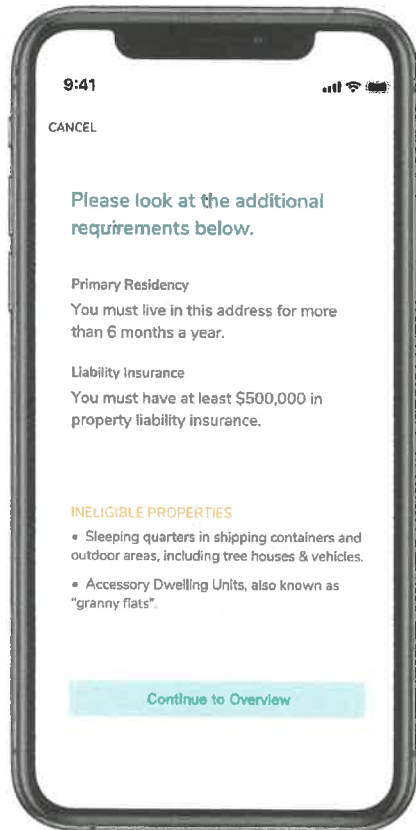 9:41
CANCEL
Please look at the additional
requirements below.
Primary Residency
You must live in this address for more
than 6 months a year.
Liability Insurance
You must have at least $500,000 in
property liability insurance.
INELIGIBLE PROPERTIES
• Sleeping quarters in shipping containers and
outdoor areas, including tree houses & vehicles.
• Accessory Dwelling Units, also known as
"granny flats".
Continue to Overview